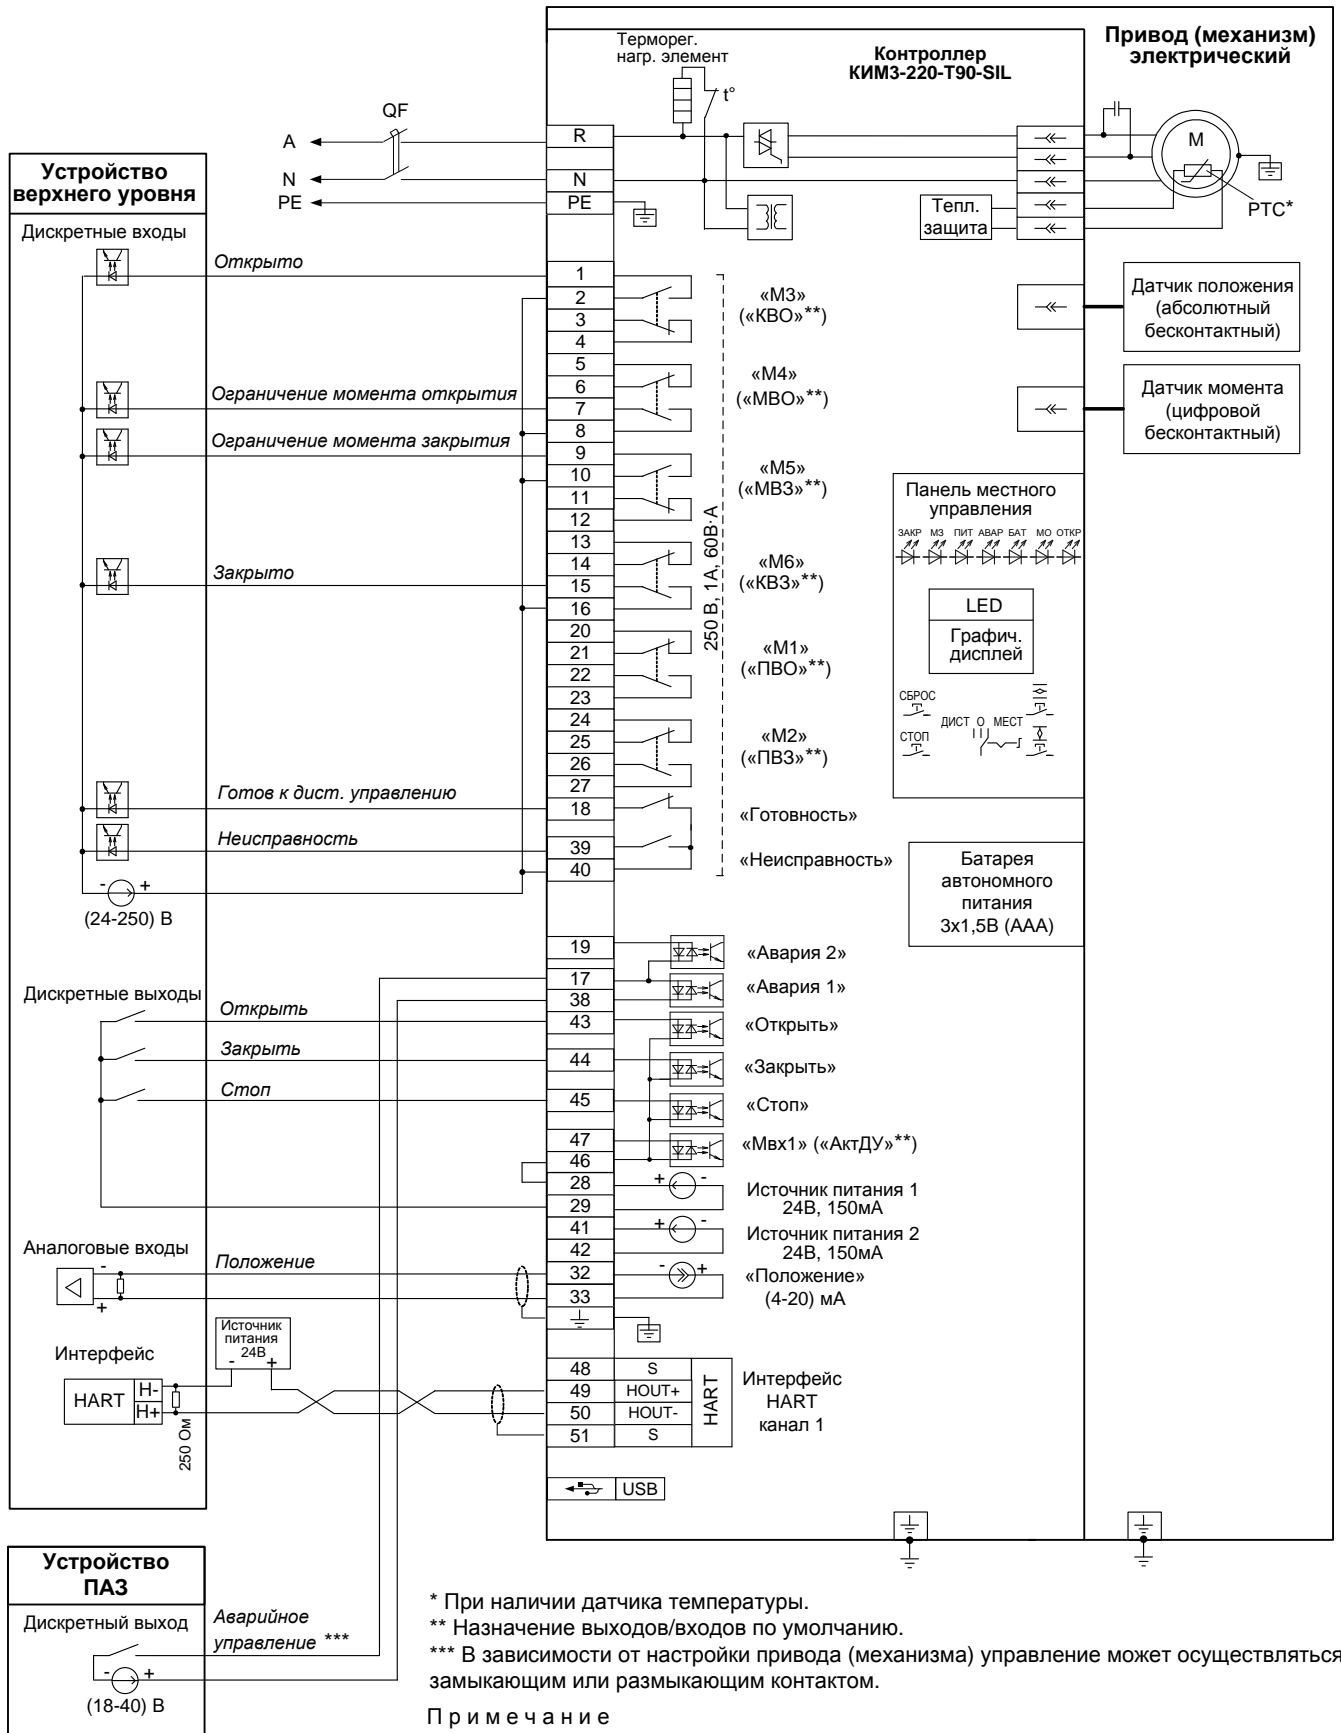 Терморег.
нагр. элемент
t°
Контроллер
КИМ3-220-Т90-SIL
Привод (механизм)
электрический
QF
A
N
PE
R
N
PE
Тепл.
защита
M
PTC*
Устройство
верхнего уровня
Дискретные входы
Открыто
Ограничение момента открытия
Ограничение момента закрытия
Закрыто
Готов к дист. управлению
Неисправность
- +
(24-250) В
1
2
3
4
5
6
7
8
9
10
11
12
13
14
15
16
20
21
22
23
24
25
26
27
18
39
40
250 В, 1А, 60В·А
«М3»
(«КВО»**)
«М4»
(«МВО»**)
«М5»
(«МВЗ»**)
«М6»
(«КВЗ»**)
«М1»
(«ПВО»**)
«М2»
(«ПВЗ»**)
«Готовность»
«Неисправность»
Датчик положения
(абсолютный
бесконтактный)
Датчик момента
(цифровой
бесконтактный)
Панель местного
управления
ЗАКР МЗ ПИТ АВАР БАТ МО ОТКР
LED
Графич.
дисплей
СБРОС
СТОП
ДИСТ О МЕСТ
Батарея
автономного
питания
3х1,5В (ААА)
Дискретные выходы
Открыть
Закрыть
Стоп
19
17
38
43
44
45
47
46
28
29
41
42
32
33
«Авария 2»
«Авария 1»
«Открыть»
«Закрыть»
«Стоп»
«Мвх1» («АктДУ»**)
+ -
Источник питания 1
24В, 150мА
+ -
Источник питания 2
24В, 150мА
- +
«Положение»
(4-20) мА
Аналоговые входы
-
+
Положение
Источник
питания
24В
- +
Интерфейс
HART
H-
H+
250 Ом
48 S
49 HOUT+
50 HOUT-
51 S
HART
Интерфейс
HART
канал 1
USB
Устройство
ПАЗ
Дискретный выход
Аварийное
управление ***
- +
(18-40) В
* При наличии датчика температуры.
** Назначение выходов/входов по умолчанию.
*** В зависимости от настройки привода (механизма) управление может осуществляться
замыкающим или размыкающим контактом.
П р и м е ч а н и е